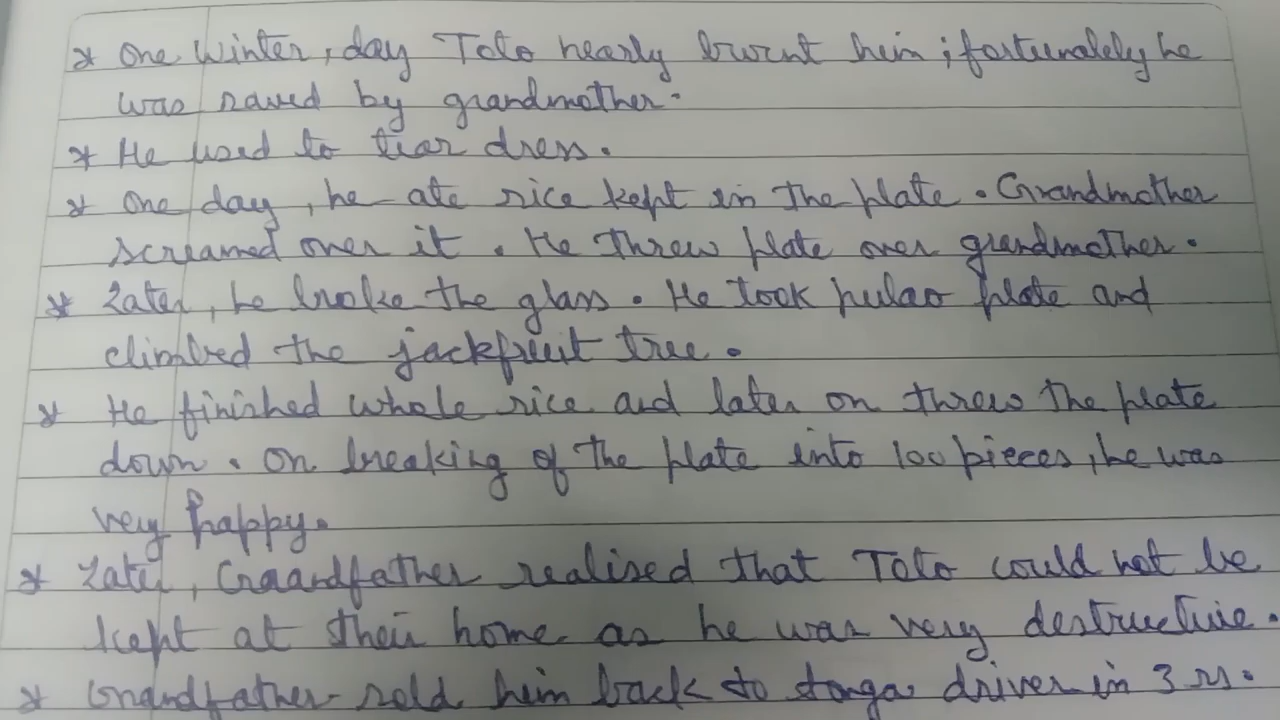 * One Winter, day Toto nearly burnt him ; fortunately he
was saved by grandmother.
* He used to tear dress.
* One day, he ate rice kept in the plate. Grandmother
screamed over it. He threw plate over grandmother.
* Later, he broke the glass. He took pulao plate and
climbed the jackfruit tree.
* He finished whole rice and later on threw the plate
down. On breaking of the plate into 100 pieces, he was
very happy.
* Later, Graandfather realised that Toto could not be
kept at their home as he was very destructive.
* Grandfather sold him back to tonga driver in 3 rs.